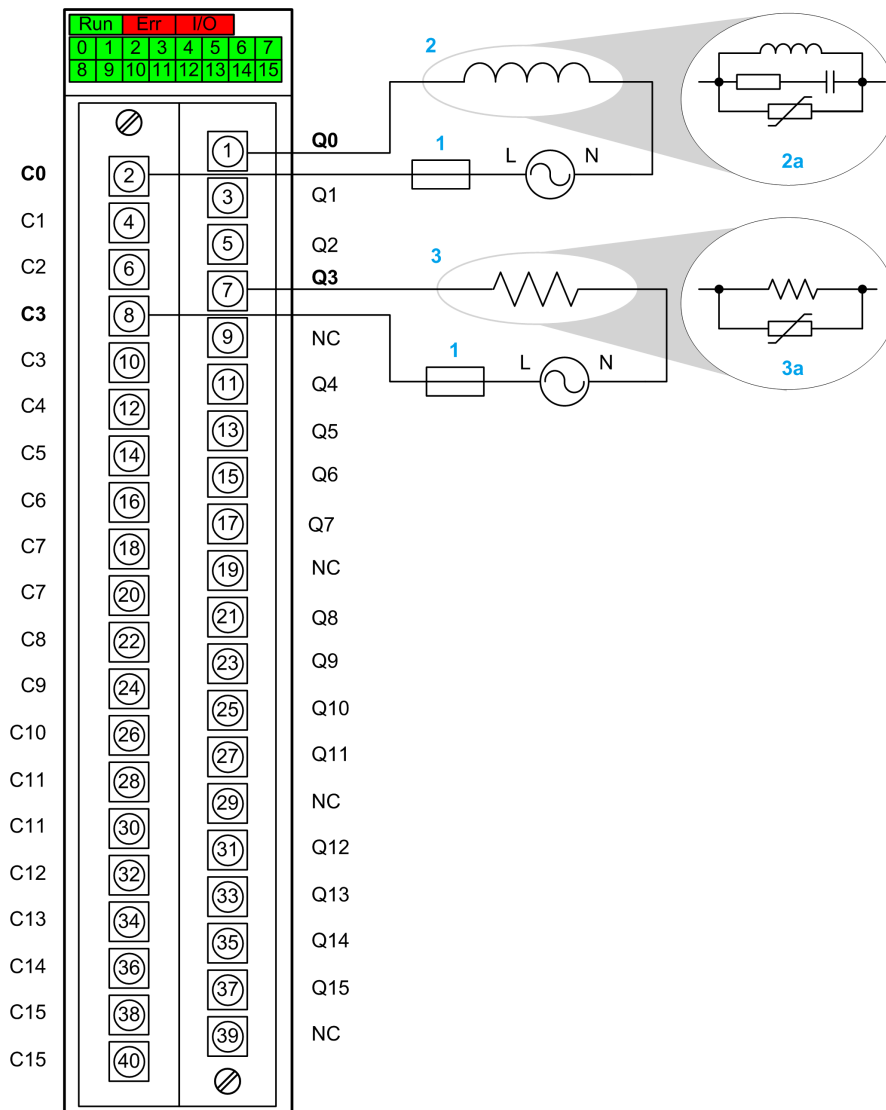 Run Err I/O
0 1 2 3 4 5 6 7
8 9 10 11 12 13 14 15
2
1 Q0
1
L N
2a
C0 2
3 Q1
C1 4
5 Q2
C2 6
3
7 Q3
C3 8
9 NC
1
L N
3a
C3 10
11 Q4
C4 12
13 Q5
C5 14
15 Q6
C6 16
17 Q7
C7 18
19 NC
C7 20
21 Q8
C8 22
23 Q9
C9 24
25 Q10
C10 26
27 Q11
C11 28
29 NC
C11 30
31 Q12
C12 32
33 Q13
C13 34
35 Q14
C14 36
37 Q15
C15 38
39 NC
C15 40